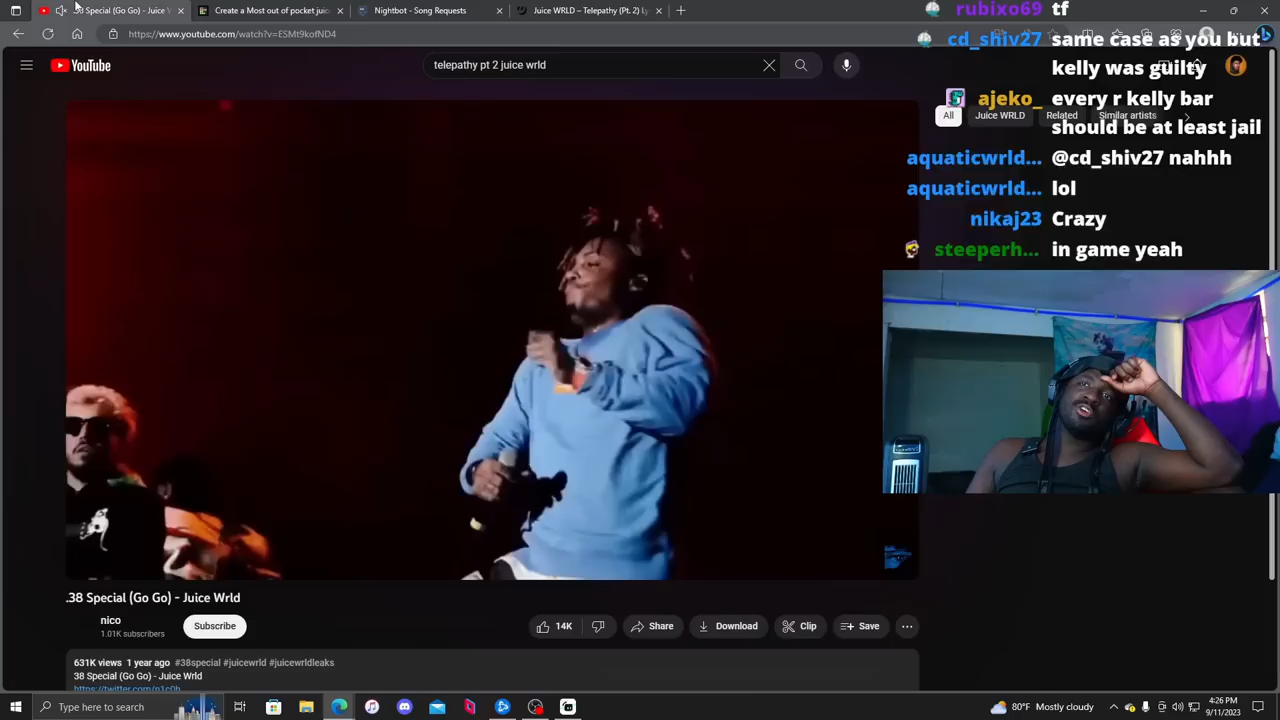 .38 Special (Go Go) - Juice V
Create a Most out of pocket juic
Nightbot - Song Requests
Juice WRLD – Telepathy (Pt. 2) Ly
https://www.youtube.com/watch?v=ESMt9kofND4
YouTube
telepathy pt 2 juice wrld
rubixo69 tf
cd_shiv27 same case as you but
kelly was guilty
ajeko_ every r kelly bar
should be at least jail
aquaticwrld... @cd_shiv27 nahhh
aquaticwrld... lol
nikaj23 Crazy
steeperh... in game yeah
All
Juice WRLD
Related
Similar artists
.38 Special (Go Go) - Juice Wrld
nico
1.01K subscribers
Subscribe
14K
Share
Download
Clip
Save
631K views 1 year ago #38special #juicewrld #juicewrldleaks
38 Special (Go Go) - Juice Wrld
https://twitter.com/n1c0h
Type here to search
80°F Mostly cloudy
4:26 PM
9/11/2023